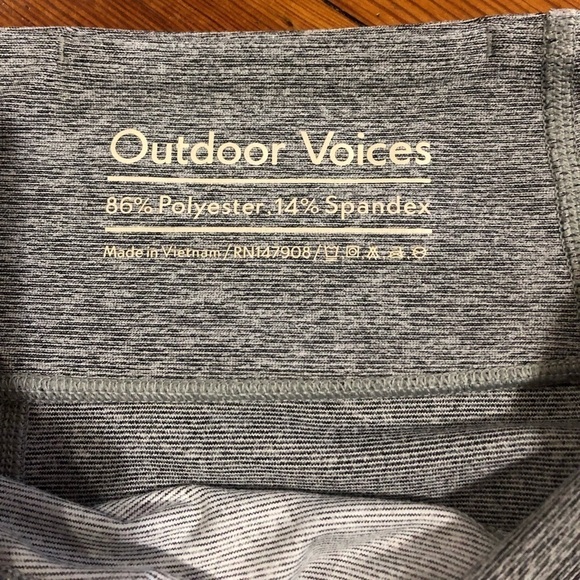 Outdoor Voices
86% Polyester, 14% Spandex
Made in Vietnam / RN147908 /